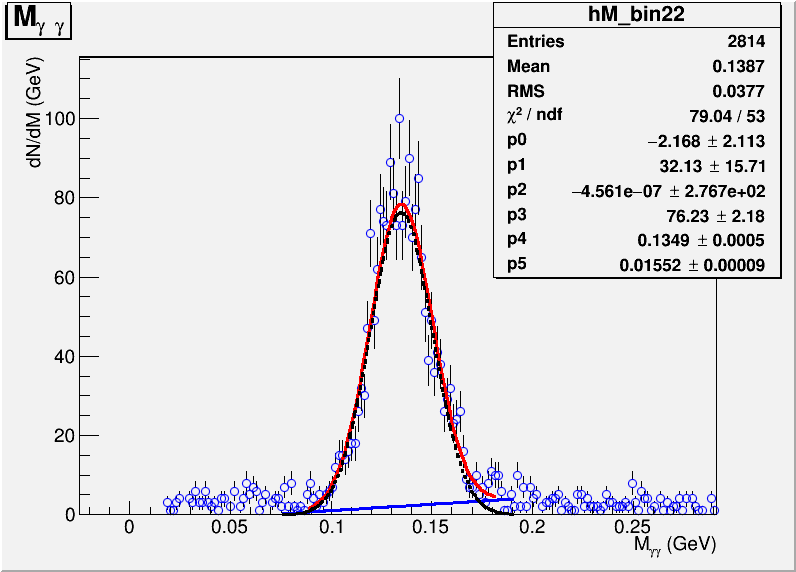 M_γ γ
hM_bin22
Entries 2814
Mean 0.1387
RMS 0.0377
χ² / ndf 79.04 / 53
p0 −2.168 ± 2.113
p1 32.13 ± 15.71
p2 −4.561e−07 ± 2.767e+02
p3 76.23 ± 2.18
p4 0.1349 ± 0.0005
p5 0.01552 ± 0.00009
dN/dM (GeV)
100
80
60
40
20
0
0 0.05 0.1 0.15 0.2 0.25
M_γγ (GeV)